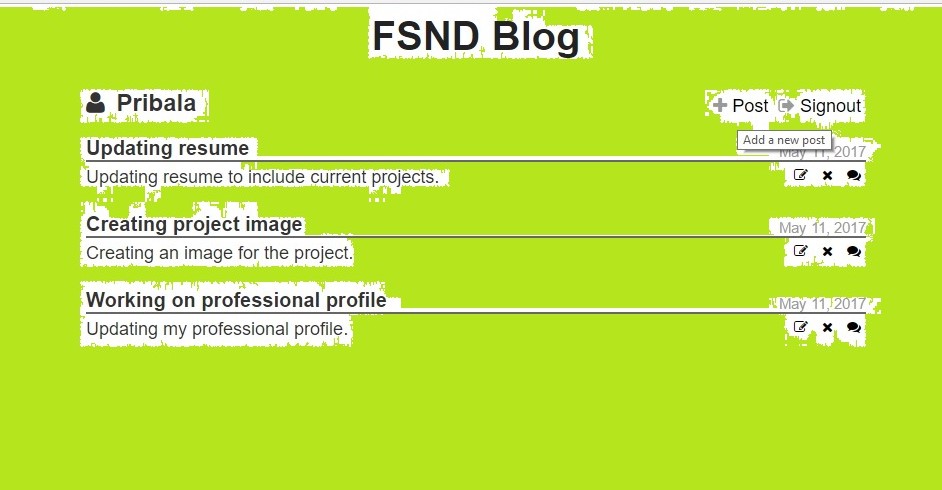 FSND Blog
Pribala
Post Signout
Add a new post
Updating resume May 11, 2017
Updating resume to include current projects.
Creating project image May 11, 2017
Creating an image for the project.
Working on professional profile May 11, 2017
Updating my professional profile.